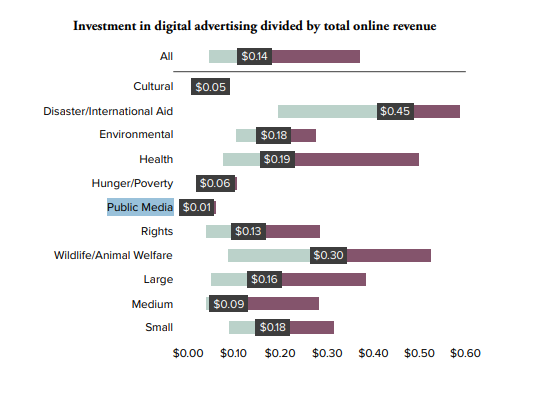 Investment in digital advertising divided by total online revenue
All $0.14
Cultural $0.05
Disaster/International Aid $0.45
Environmental $0.18
Health $0.19
Hunger/Poverty $0.06
Public Media $0.01
Rights $0.13
Wildlife/Animal Welfare $0.30
Large $0.16
Medium $0.09
Small $0.18
$0.00 $0.10 $0.20 $0.30 $0.40 $0.50 $0.60